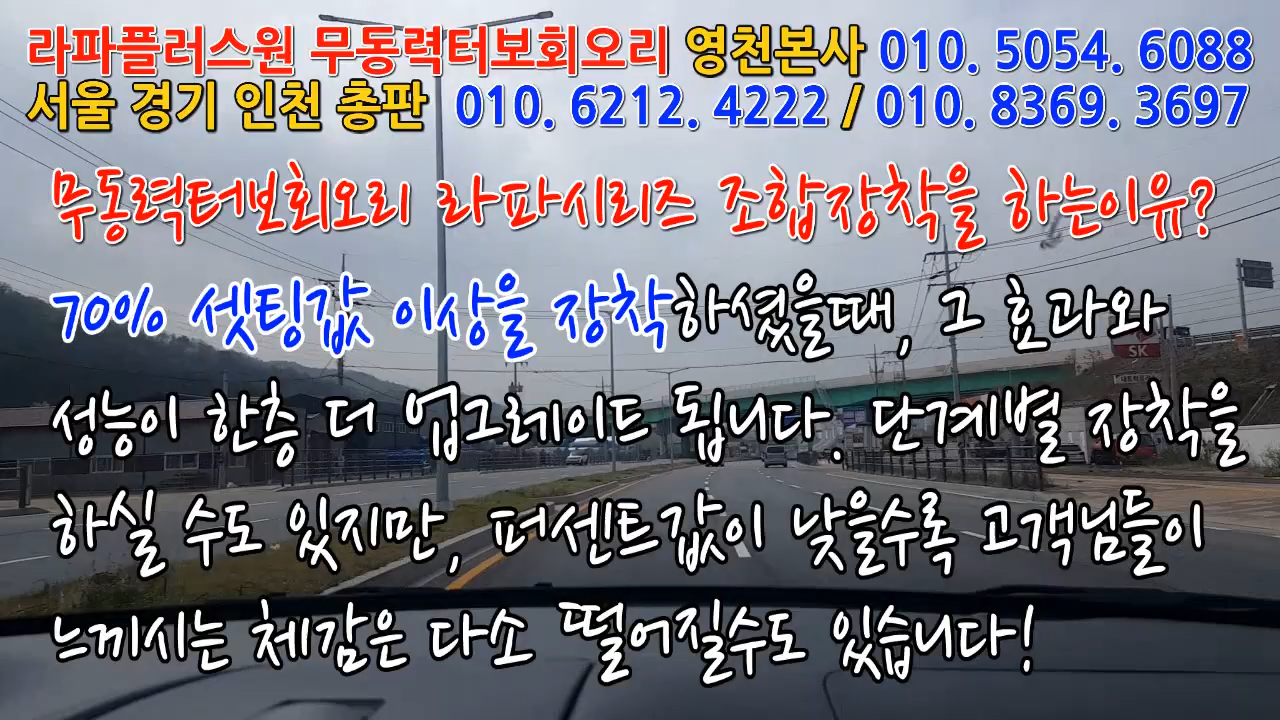 라파플러스원 무동력터보회오리 영천본사 010. 5054. 6088
서울 경기 인천 총판 010. 6212. 4222 / 010. 8369. 3697
무동력터보회오리 라파시리즈 조합장착을 하는이유?
70% 셋팅값 이상을 장착하셨을때, 그 효과와
성능이 한층 더 업그레이드 됩니다. 단계별 장착을
하실 수도 있지만, 퍼센트값이 낮을수록 고객님들이
느끼시는 체감은 다소 떨어질수도 있습니다!
SK